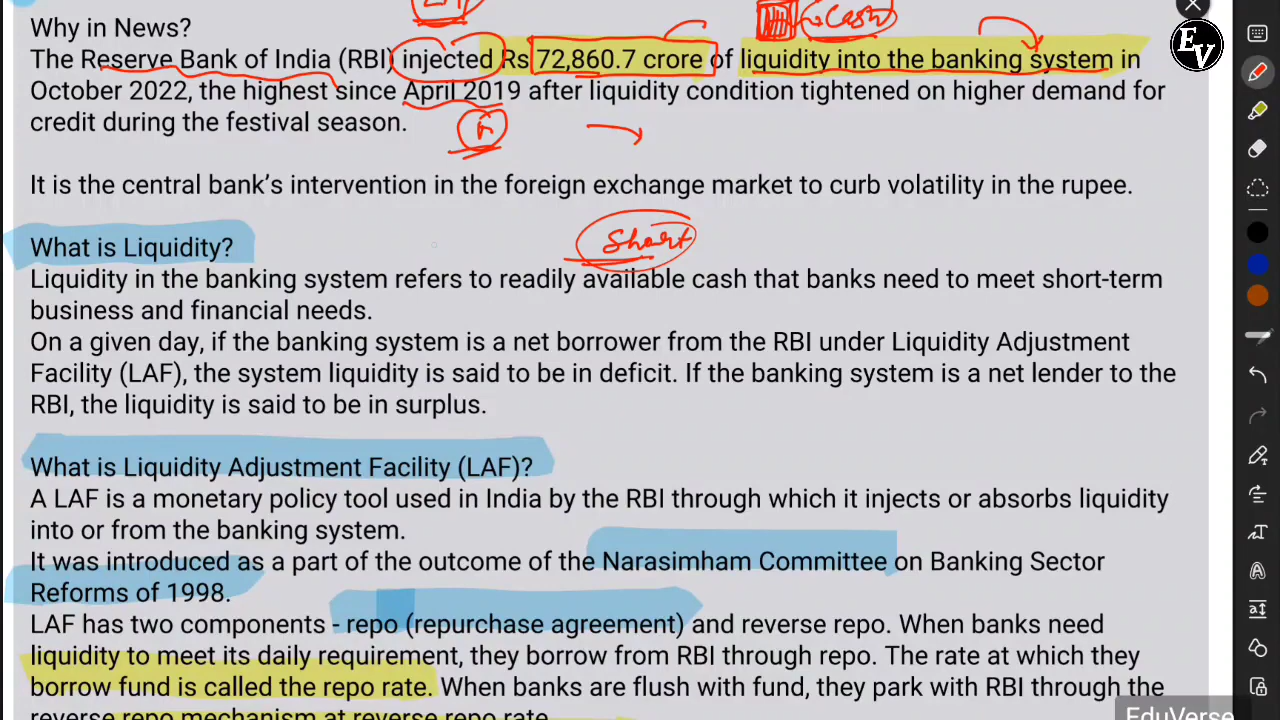 Cash
Why in News?
EV
The Reserve Bank of India (RBI) injected Rs 72,860.7 crore of liquidity into the banking system in
October 2022, the highest since April 2019 after liquidity condition tightened on higher demand for
credit during the festival season.
It is the central bank’s intervention in the foreign exchange market to curb volatility in the rupee.
Short
What is Liquidity?
Liquidity in the banking system refers to readily available cash that banks need to meet short-term
business and financial needs.
On a given day, if the banking system is a net borrower from the RBI under Liquidity Adjustment
Facility (LAF), the system liquidity is said to be in deficit. If the banking system is a net lender to the
RBI, the liquidity is said to be in surplus.
What is Liquidity Adjustment Facility (LAF)?
A LAF is a monetary policy tool used in India by the RBI through which it injects or absorbs liquidity
into or from the banking system.
It was introduced as a part of the outcome of the Narasimham Committee on Banking Sector
Reforms of 1998.
LAF has two components - repo (repurchase agreement) and reverse repo. When banks need
liquidity to meet its daily requirement, they borrow from RBI through repo. The rate at which they
borrow fund is called the repo rate. When banks are flush with fund, they park with RBI through the
reverse repo mechanism at reverse repo rate.
EduVerse